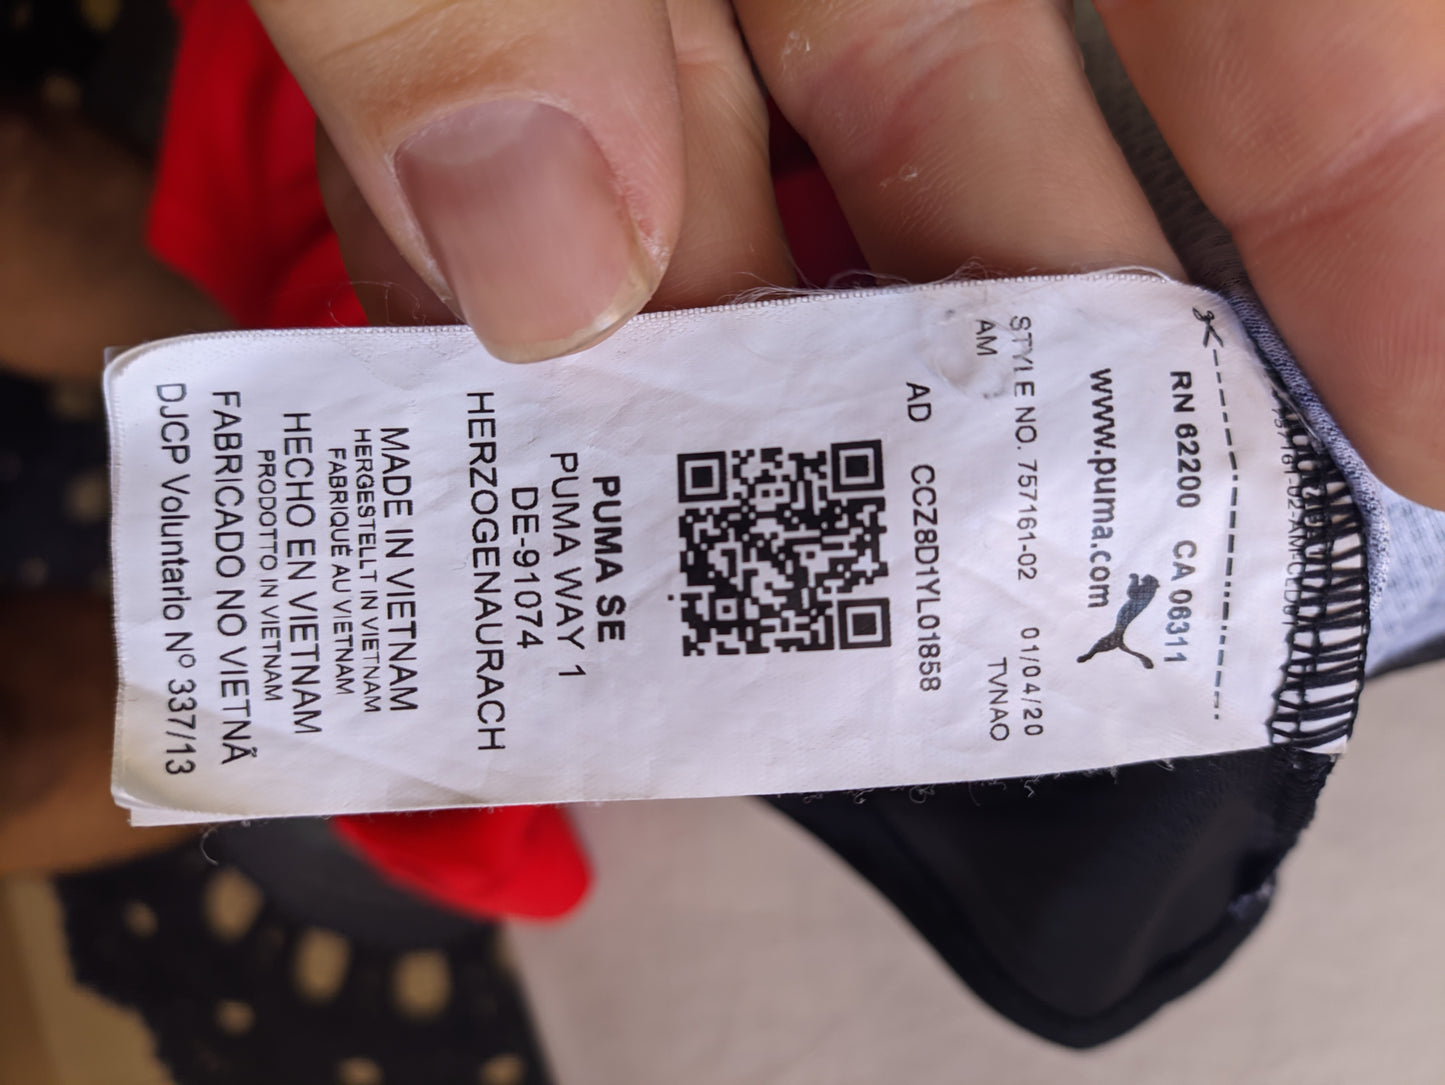 RN 62200 CA 06311
www.puma.com
STYLE NO. 757161-02 01/04/20
AM TVNAO
AD CCZ8D1YL01858
PUMA SE
PUMA WAY 1
DE-91074
HERZOGENAURACH
MADE IN VIETNAM
HERGESTELLT IN VIETNAM
FABRIQUÉ AU VIETNAM
HECHO EN VIETNAM
PRODOTTO IN VIETNAM
FABRICADO NO VIETNÃ
DJCP Voluntario Nº 337/13